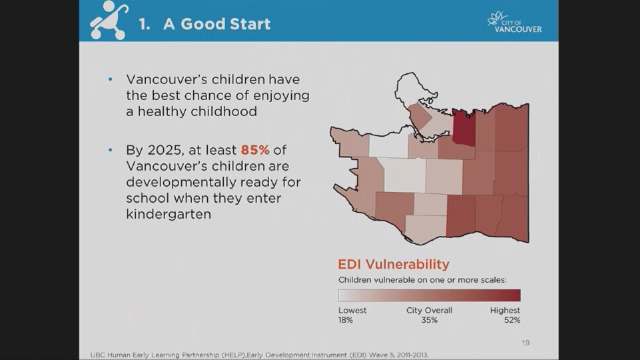 1. A Good Start
CITY OF
VANCOUVER
• Vancouver's children have
the best chance of enjoying
a healthy childhood
• By 2025, at least 85% of
Vancouver's children are
developmentally ready for
school when they enter
kindergarten
EDI Vulnerability
Children vulnerable on one or more scales:
Lowest City Overall Highest
18% 35% 52%
19
UBC Human Early Learning Partnership (HELP),Early Development Instrument (EDI) Wave 5, 2011-2013.